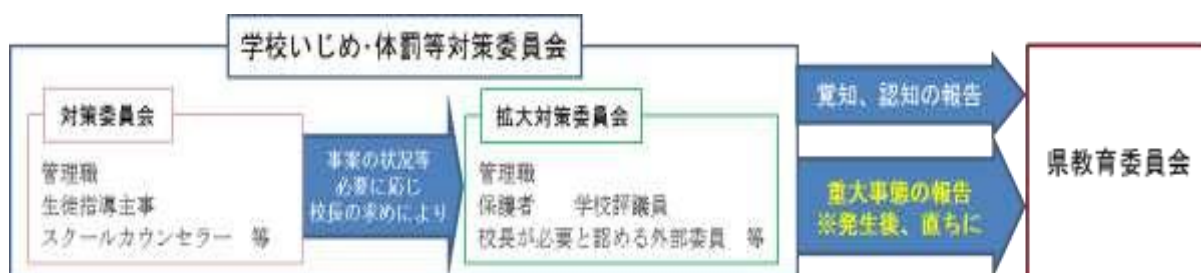 学校いじめ・体罰等対策委員会
対策委員会
管理職
生徒指導主事
スクールカウンセラー 等
事案の状況等
必要に応じ
校長の求めにより
拡大対策委員会
管理職
保護者 学校評議員
校長が必要と認める外部委員 等
覚知、認知の報告
重大事態の報告
※発生後、直ちに
県教育委員会